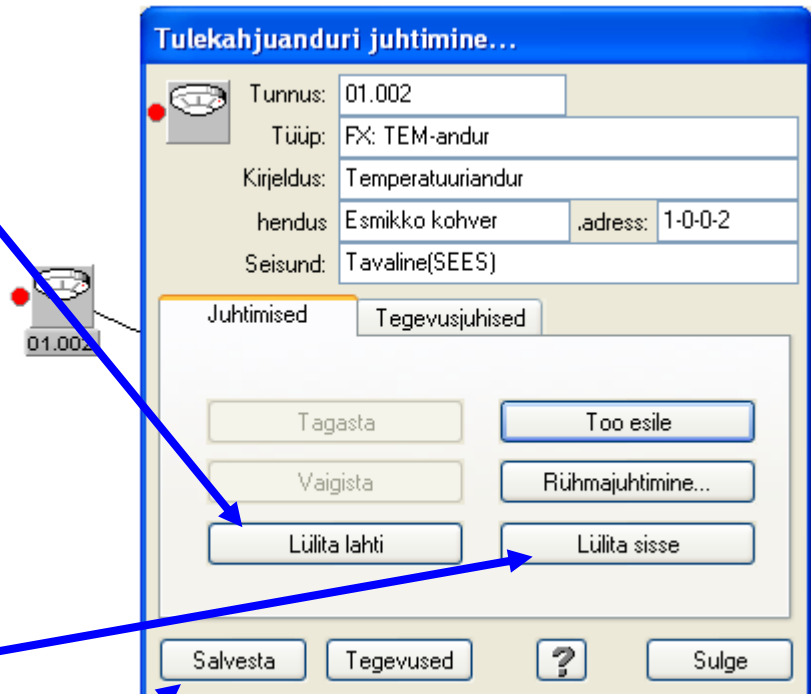 Tulekahjuanduri juhtimine...
Tunnus: 01.002
Tüüp: FX: TEM-andur
Kirjeldus: Temperatuuriandur
hendus Esmikko kohver .adress: 1-0-0-2
Seisund: Tavaline(SEES)
01.002
Juhtimised Tegevusjuhised
Tagasta Too esile
Vaigista Rühmajuhtimine...
Lülita lahti Lülita sisse
Salvesta Tegevused ? Sulge